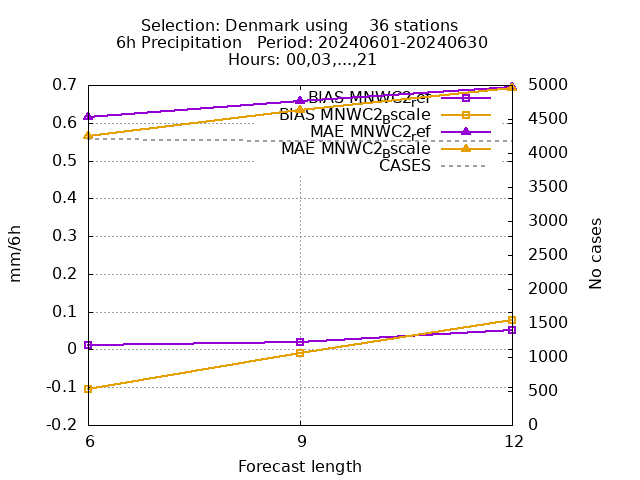 Selection: Denmark using    36 stations
6h Precipitation   Period: 20240601-20240630
Hours: 00,03,...,21
0.7
0.6
0.5
0.4
0.3
0.2
0.1
0
-0.1
-0.2
mm/6h
BIAS MNWC2_ref
BIAS MNWC2_Bscale
MAE MNWC2_ref
MAE MNWC2_Bscale
CASES
5000
4500
4000
3500
3000
2500
2000
1500
1000
500
0
No cases
6
9
12
Forecast length